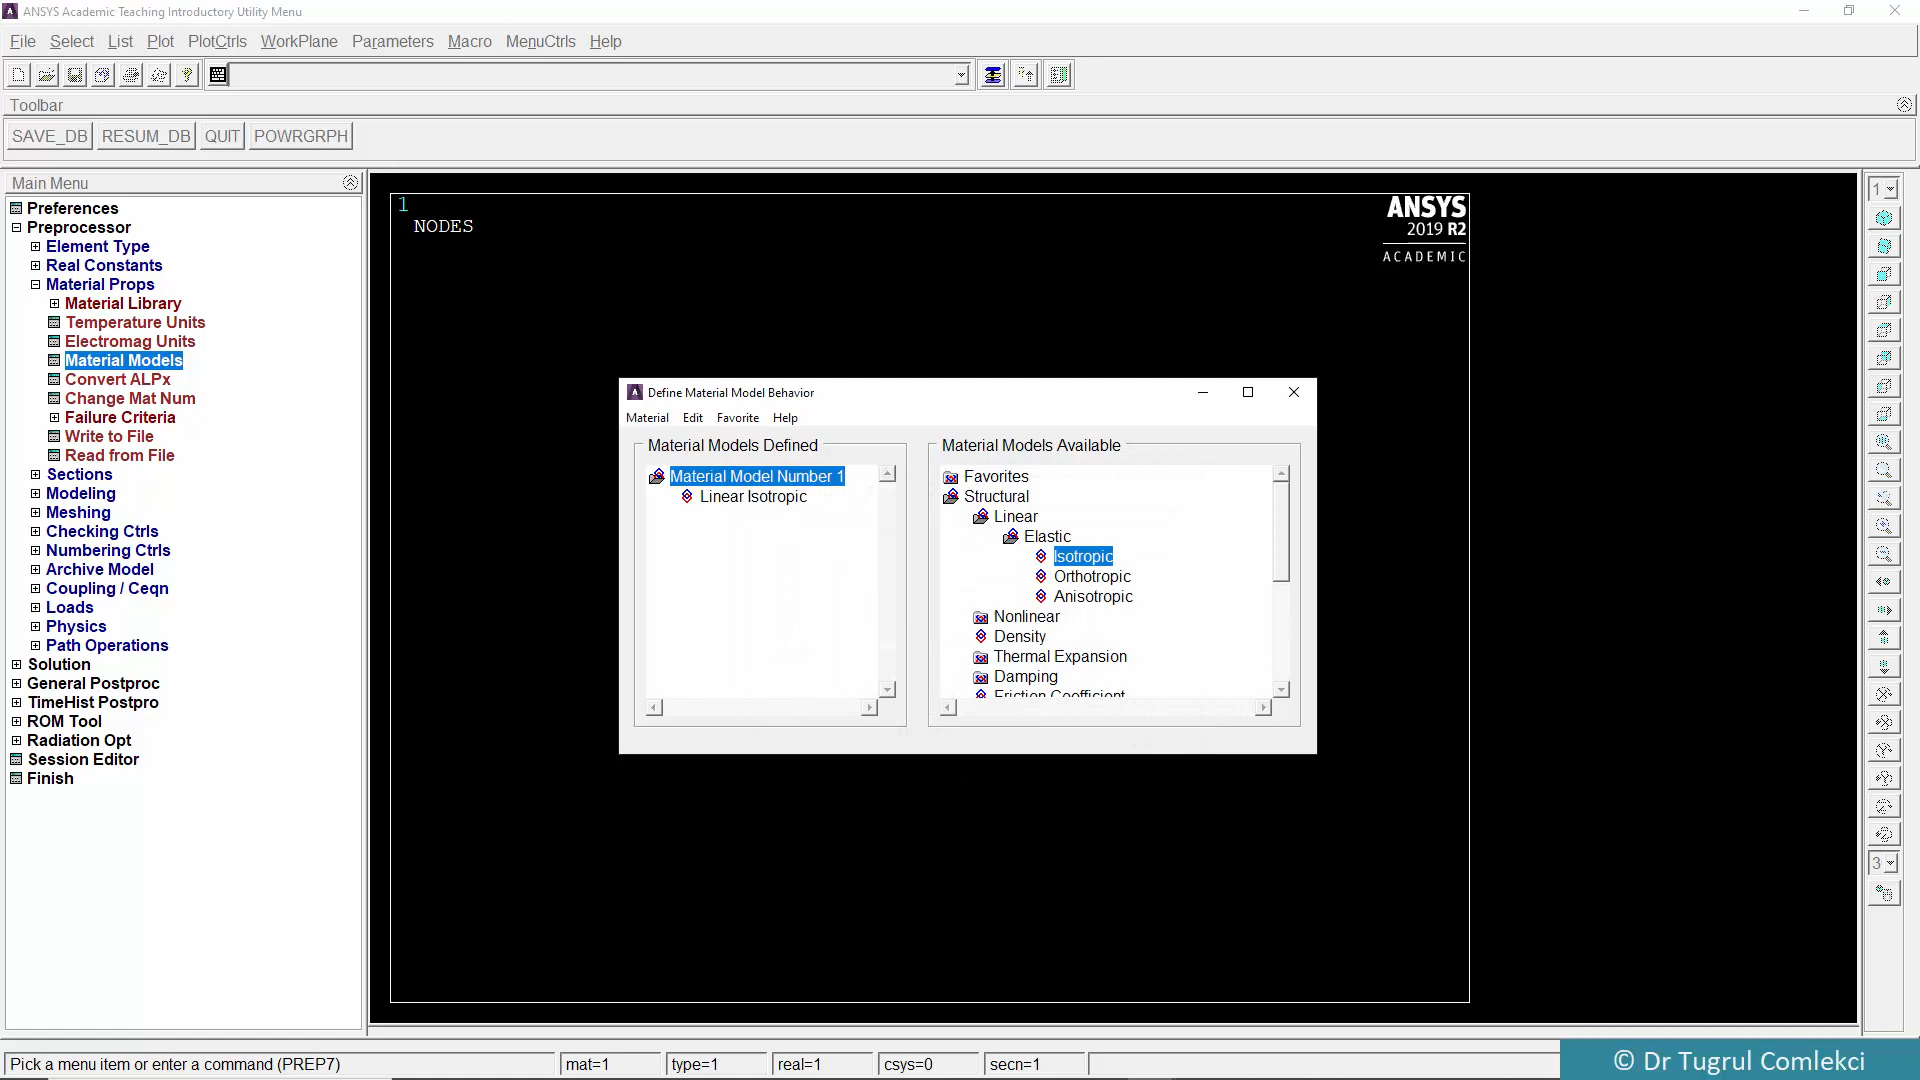 ANSYS Academic Teaching Introductory Utility Menu
File Select List Plot PlotCtrls WorkPlane Parameters Macro MenuCtrls Help
Toolbar
SAVE_DB RESUM_DB QUIT POWRGRPH
Main Menu
Preferences
Preprocessor
Element Type
Real Constants
Material Props
Material Library
Temperature Units
Electromag Units
Material Models
Convert ALPx
Change Mat Num
Failure Criteria
Write to File
Read from File
Sections
Modeling
Meshing
Checking Ctrls
Numbering Ctrls
Archive Model
Coupling / Ceqn
Loads
Physics
Path Operations
Solution
General Postproc
TimeHist Postpro
ROM Tool
Radiation Opt
Session Editor
Finish
1
NODES
ANSYS
2019 R2
ACADEMIC
Define Material Model Behavior
Material Edit Favorite Help
Material Models Defined
Material Model Number 1
Linear Isotropic
Material Models Available
Favorites
Structural
Linear
Elastic
Isotropic
Orthotropic
Anisotropic
Nonlinear
Density
Thermal Expansion
Damping
Friction Coefficient
1
3
Pick a menu item or enter a command (PREP7) mat=1 type=1 real=1 csys=0 secn=1
© Dr Tugrul Comlekci